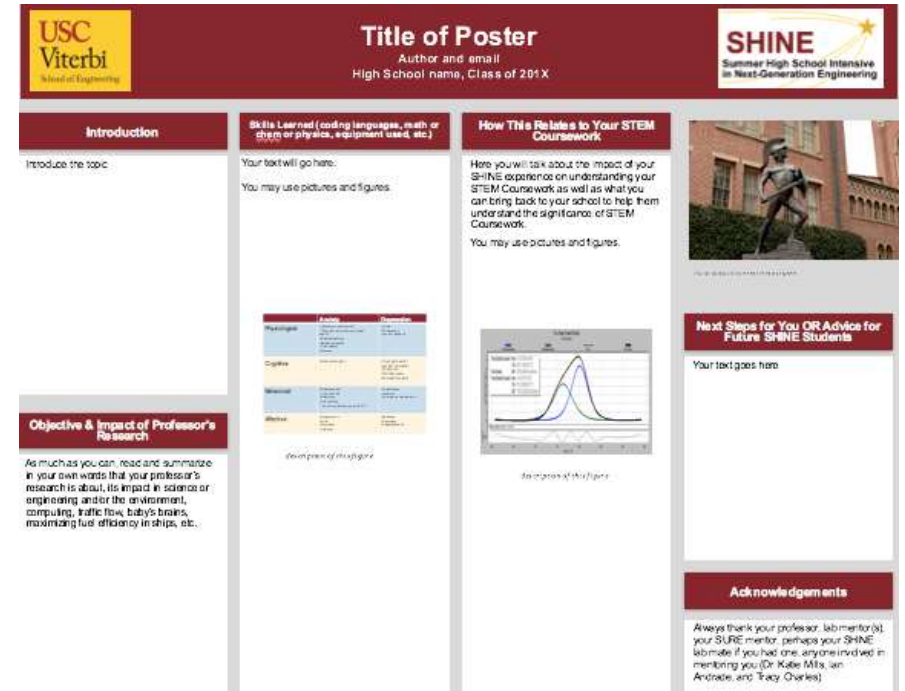 USC
Viterbi
School of Engineering
Title of Poster
Author and email
High School name, Class of 201X
SHINE
Summer High School Intensive
in Next-Generation Engineering
Introduction
Introduce the topic
Objective & Impact of Professor's
Research
As much as you can, read and summarize
in your own words that your professor's
research is about, its impact in science or
engineering and/or the environment,
computing, traffic flow, baby's brains,
maximizing fuel efficiency in ships, etc.
Skills Learned (coding languages, math or
chem or physics, equipment used, etc.)
Your text will go here.
You may use pictures and figures.
Anxiety Depression
Physiological
Cognitive
Behavioral
Affective
description of this figure
How This Relates to Your STEM
Coursework
Here you will talk about the impact of your
SHINE experience on understanding your
STEM Coursework as well as what you
can bring back to your school to help them
understand the significance of STEM
Coursework.
You may use pictures and figures.
description of this figure
Next Steps for You OR Advice for
Future SHINE Students
Your text goes here
Acknowledgements
Always thank your professor, lab mentor(s),
your SURE mentor, perhaps your SHINE
lab mate if you had one, anyone involved in
mentoring you (Dr. Katie Mills, Ian
Andrade, and Tracy Charles)